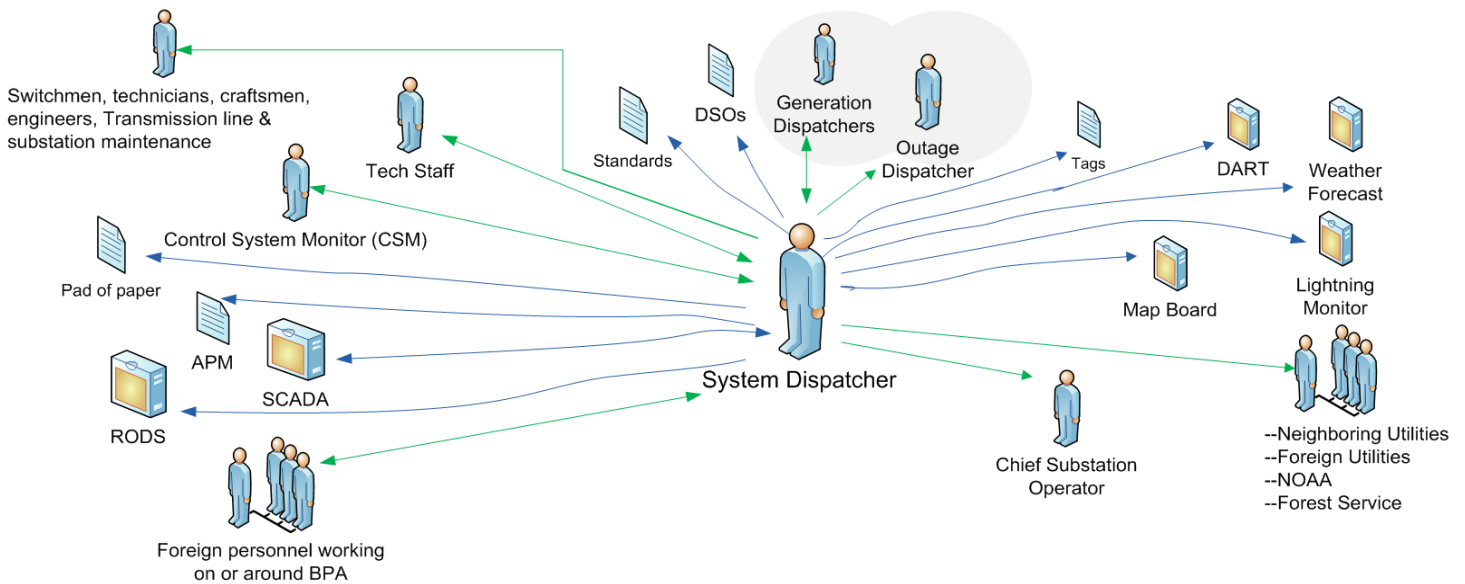 Switchmen, technicians, craftsmen,
engineers, Transmission line &
substation maintenance
Tech Staff
Control System Monitor (CSM)
Standards
DSOs
Generation
Dispatchers
Outage
Dispatcher
Tags
DART
Weather
Forecast
Pad of paper
APM
SCADA
RODS
System Dispatcher
Map Board
Lightning
Monitor
Chief Substation
Operator
--Neighboring Utilities
--Foreign Utilities
--NOAA
--Forest Service
Foreign personnel working
on or around BPA